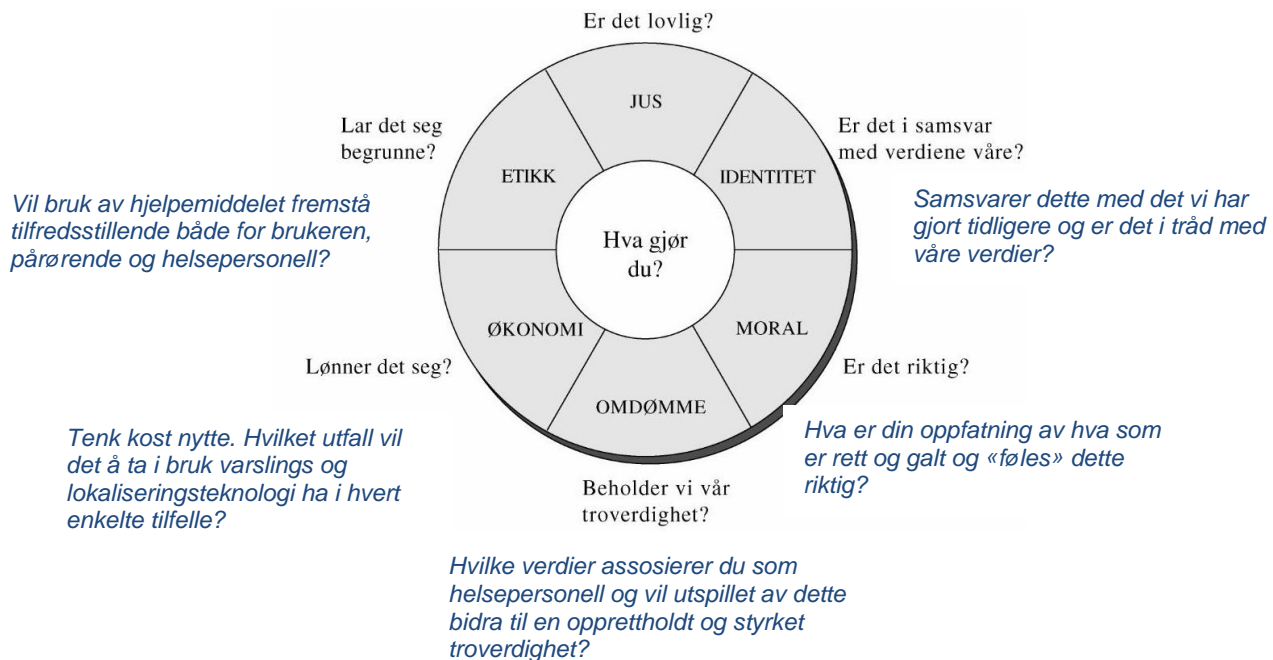 Er det lovlig?
JUS
Lar det seg
begrunne?
ETIKK
Er det i samsvar
med verdiene våre?
IDENTITET
Vil bruk av hjelpemiddelet fremstå
tilfredsstillende både for brukeren,
pårørende og helsepersonell?
Samsvarer dette med det vi har
gjort tidligere og er det i tråd med
våre verdier?
Hva gjør
du?
ØKONOMI
MORAL
Lønner det seg?
Er det riktig?
OMDØMME
Tenk kost nytte. Hvilket utfall vil
det å ta i bruk varslings og
lokaliseringsteknologi ha i hvert
enkelte tilfelle?
Hva er din oppfatning av hva som
er rett og galt og «føles» dette
riktig?
Beholder vi vår
troverdighet?
Hvilke verdier assosierer du som
helsepersonell og vil utspillet av dette
bidra til en opprettholdt og styrket
troverdighet?